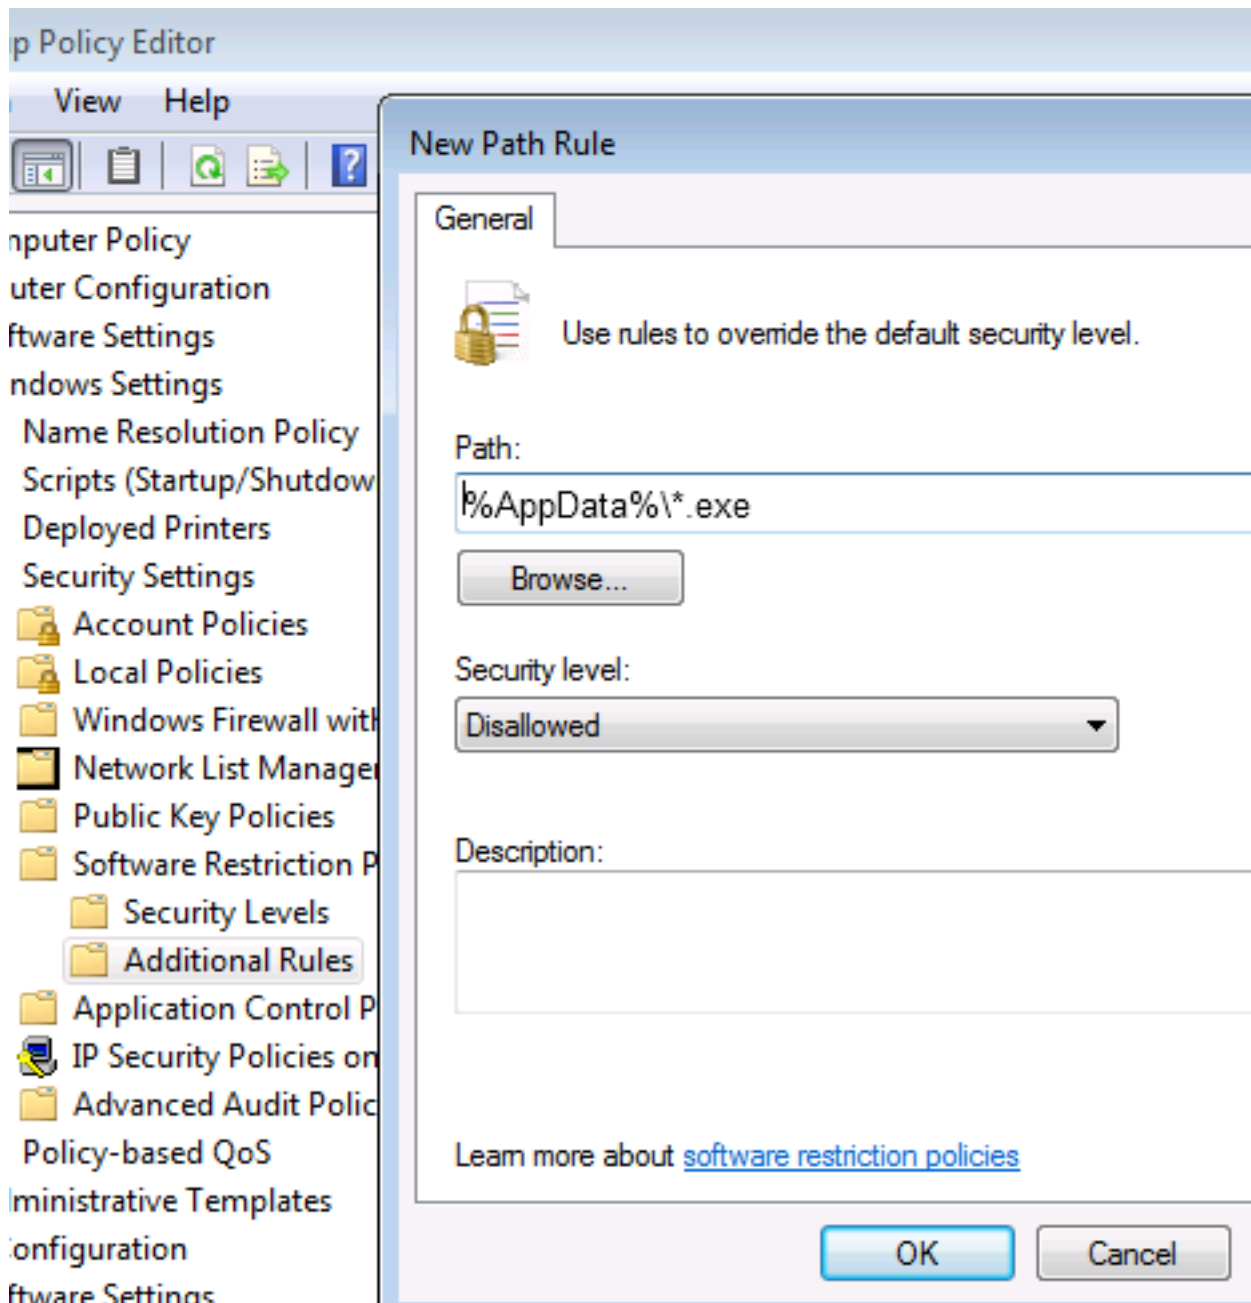 p Policy Editor
View Help
New Path Rule
General
Use rules to override the default security level.
Path:
%AppData%\*.exe
Browse...
Security level:
Disallowed
Description:
Learn more about software restriction policies
OK Cancel
mputer Policy
uter Configuration
ftware Settings
ndows Settings
Name Resolution Policy
Scripts (Startup/Shutdow
Deployed Printers
Security Settings
Account Policies
Local Policies
Windows Firewall with
Network List Manager
Public Key Policies
Software Restriction P
Security Levels
Additional Rules
Application Control P
IP Security Policies on
Advanced Audit Polic
Policy-based QoS
ministrative Templates
Configuration
ftware Settings